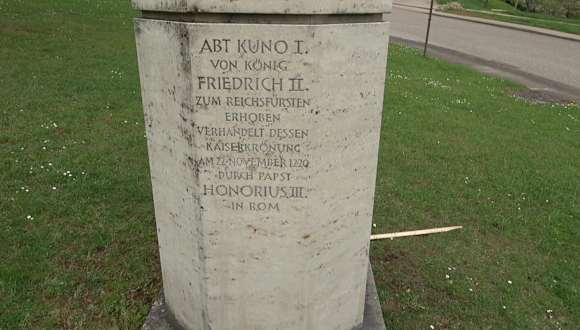 ABT KUNO I.
VON KÖNIG
FRIEDRICH II.
ZUM REICHSFÜRSTEN
ERHOBEN
VERHANDELT DESSEN
KAISERKRÖNUNG
AM 22. NOVEMBER 1220
DURCH PAPST
HONORIUS III.
IN ROM